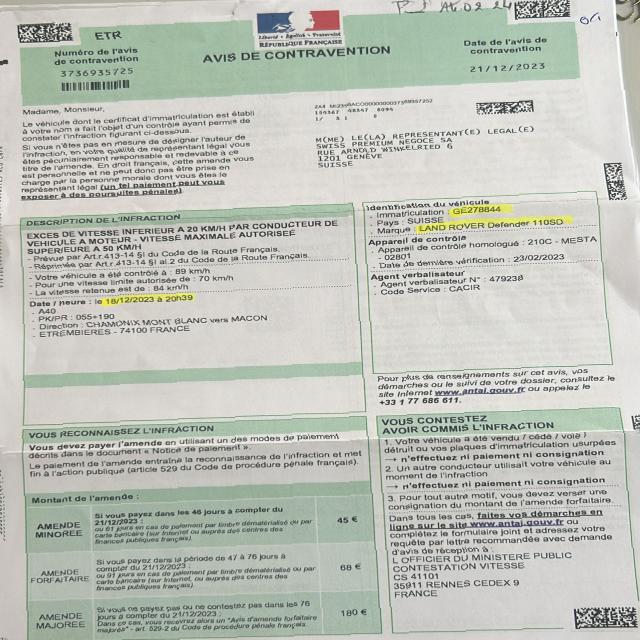 ETR
Liberté • Égalité • Fraternité
RÉPUBLIQUE FRANÇAISE
Numéro de l'avis
de contravention
3736935725
AVIS DE CONTRAVENTION
Date de l'avis de
contravention
21/12/2023
Madame, Monsieur,
Le véhicule dont le certificat d'immatriculation est établi
à votre nom a fait l'objet d'un contrôle ayant permis de
constater l'infraction figurant ci-dessous.
Si vous n'êtes pas en mesure de désigner l'auteur de
l'infraction, en votre qualité de représentant légal vous
êtes pécuniairement responsable et redevable à ce
titre de l'amende. En droit français, cette amende vous
est personnelle et ne peut donc pas être prise en
charge par la personne morale dont vous êtes le
représentant légal (un tel paiement peut vous
exposer à des poursuites pénales).
M(ME) LE(LA) REPRESENTANT(E) LEGAL(E)
SWISS PREMIUM NEGOCE SA
RUE ARNOLD WINKELRIED 6
1201 GENÈVE
SUISSE
DESCRIPTION DE L'INFRACTION
EXCES DE VITESSE INFERIEUR A 20 KM/H PAR CONDUCTEUR DE
VEHICULE A MOTEUR - VITESSE MAXIMALE AUTORISEE
SUPERIEURE A 50 KM/H
- Prévue par Art.r.413-14 §I du Code de la Route Français.
- Réprimée par Art.r.413-14 §I al.2 du Code de la Route Français.
- Votre véhicule a été contrôlé à : 89 km/h
- Pour une vitesse limite autorisée de : 70 km/h
- La vitesse retenue est de : 84 km/h
Date / heure : le 18/12/2023 à 20h39
. A40
. PK/PR : 055+190
. Direction : CHAMONIX MONT BLANC vers MACON
. ETREMBIERES - 74100 FRANCE
Identification du véhicule
- Immatriculation : GE278844
- Pays : SUISSE
- Marque : LAND ROVER Defender 110SD
Appareil de contrôle
- Appareil de contrôle homologué : 210C - MESTA
- 02801
- Date de dernière vérification : 23/02/2023
Agent verbalisateur
- Agent verbalisateur N° : 479238
- Code Service : CACIR
Pour plus de renseignements sur cet avis, vos
démarches ou le suivi de votre dossier, consultez le
site Internet www.antai.gouv.fr ou appelez le
+33 1 77 686 611.
VOUS RECONNAISSEZ L'INFRACTION
Vous devez payer l'amende en utilisant un des modes de paiement
décrits dans le document « Notice de paiement ».
Le paiement de l'amende entraîne la reconnaissance de l'infraction et met
fin à l'action publique (article 529 du Code de procédure pénale français).
Montant de l'amende :
AMENDE
MINOREE
Si vous payez dans les 46 jours à compter du
21/12/2023 :
ou 61 jours en cas de paiement par timbre dématérialisé ou par
carte bancaire (sur Internet, ou auprès des centres des
finances publiques français).
45 €
AMENDE
FORFAITAIRE
Si vous payez dans la période de 47 à 76 jours à
compter du 21/12/2023 :
ou 91 jours en cas de paiement par timbre dématérialisé ou par
carte bancaire (sur Internet, ou auprès des centres des
finances publiques français).
68 €
AMENDE
MAJOREE
Si vous ne payez pas ou ne contestez pas dans les 76
jours à compter du 21/12/2023 :
Dans ce cas, vous recevrez alors un "Avis d'amende forfaitaire
majorée" - art. 529-2 du Code de procédure pénale français.
180 €
VOUS CONTESTEZ
AVOIR COMMIS L'INFRACTION
1. Votre véhicule a été vendu / cédé / volé /
détruit ou vos plaques d'immatriculation usurpées
→ n'effectuez ni paiement ni consignation
2. Un autre conducteur utilisait votre véhicule au
moment de l'infraction
→ n'effectuez ni paiement ni consignation
3. Pour tout autre motif, vous devez verser une
consignation du montant de l'amende forfaitaire.
Dans tous les cas, faites vos démarches en
ligne sur le site www.antai.gouv.fr ou
complétez le formulaire joint et adressez votre
requête par lettre recommandée avec demande
d'avis de réception à
L OFFICIER DU MINISTERE PUBLIC
CONTESTATION VITESSE
CS 41101
35911 RENNES CEDEX 9
FRANCE